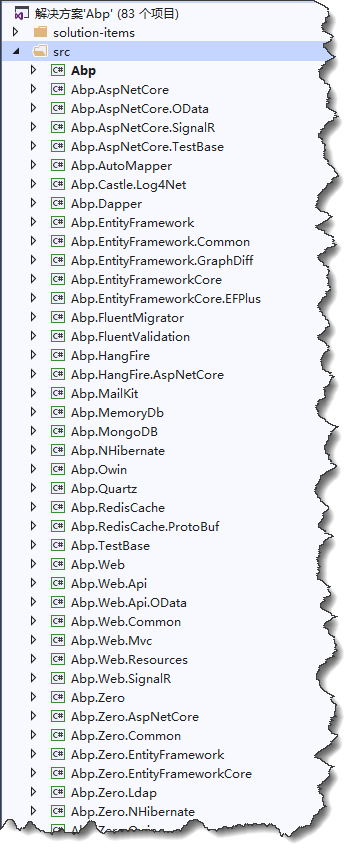 解决方案'Abp' (83 个项目)
solution-items
src
C# Abp
C# Abp.AspNetCore
C# Abp.AspNetCore.OData
C# Abp.AspNetCore.SignalR
C# Abp.AspNetCore.TestBase
C# Abp.AutoMapper
C# Abp.Castle.Log4Net
C# Abp.Dapper
C# Abp.EntityFramework
C# Abp.EntityFramework.Common
C# Abp.EntityFramework.GraphDiff
C# Abp.EntityFrameworkCore
C# Abp.EntityFrameworkCore.EFPlus
C# Abp.FluentMigrator
C# Abp.FluentValidation
C# Abp.HangFire
C# Abp.HangFire.AspNetCore
C# Abp.MailKit
C# Abp.MemoryDb
C# Abp.MongoDB
C# Abp.NHibernate
C# Abp.Owin
C# Abp.Quartz
C# Abp.RedisCache
C# Abp.RedisCache.ProtoBuf
C# Abp.TestBase
C# Abp.Web
C# Abp.Web.Api
C# Abp.Web.Api.OData
C# Abp.Web.Common
C# Abp.Web.Mvc
C# Abp.Web.Resources
C# Abp.Web.SignalR
C# Abp.Zero
C# Abp.Zero.AspNetCore
C# Abp.Zero.Common
C# Abp.Zero.EntityFramework
C# Abp.Zero.EntityFrameworkCore
C# Abp.Zero.Ldap
C# Abp.Zero.NHibernate